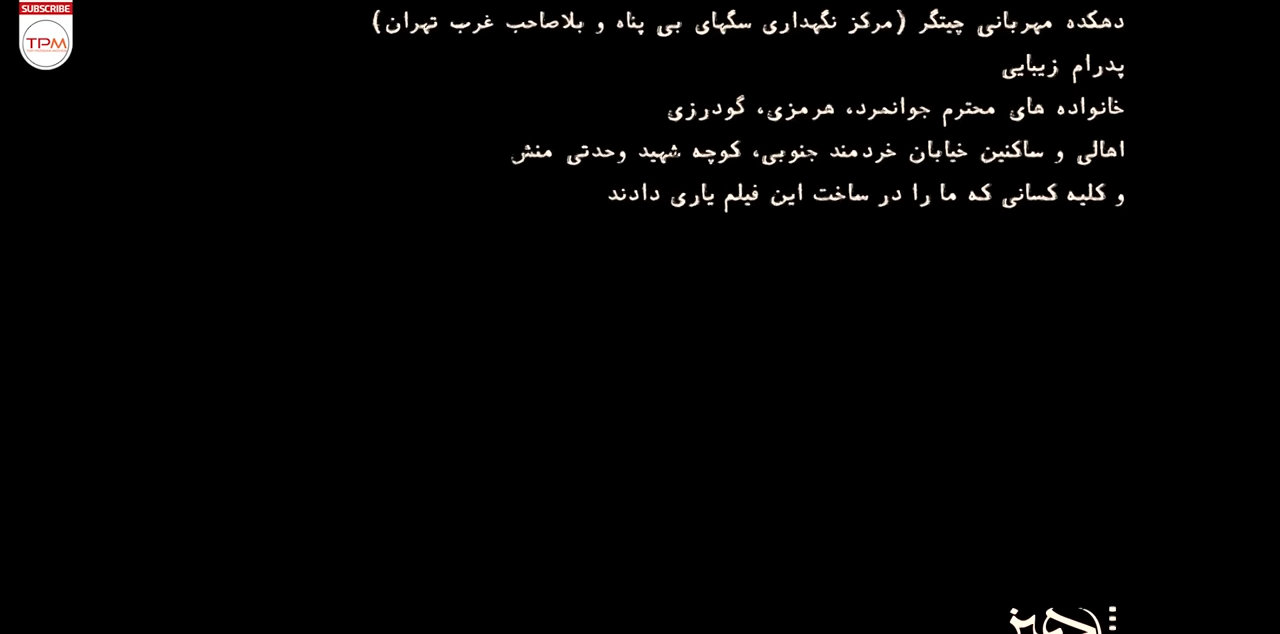 SUBSCRIBE
TPM
دهکده مهربانی چیتگر (مرکز نگهداری سگهای بی پناه و بلاصاحب غرب تهران)
پدرام زیبایی
خانواده های محترم جوانمرد، هرمزی، گودرزی
اهالی و ساکنین خیابان خردمند جنوبی، کوچه شهید وحدتی منش
و کلیه کسانی که ما را در ساخت این فیلم یاری دادند